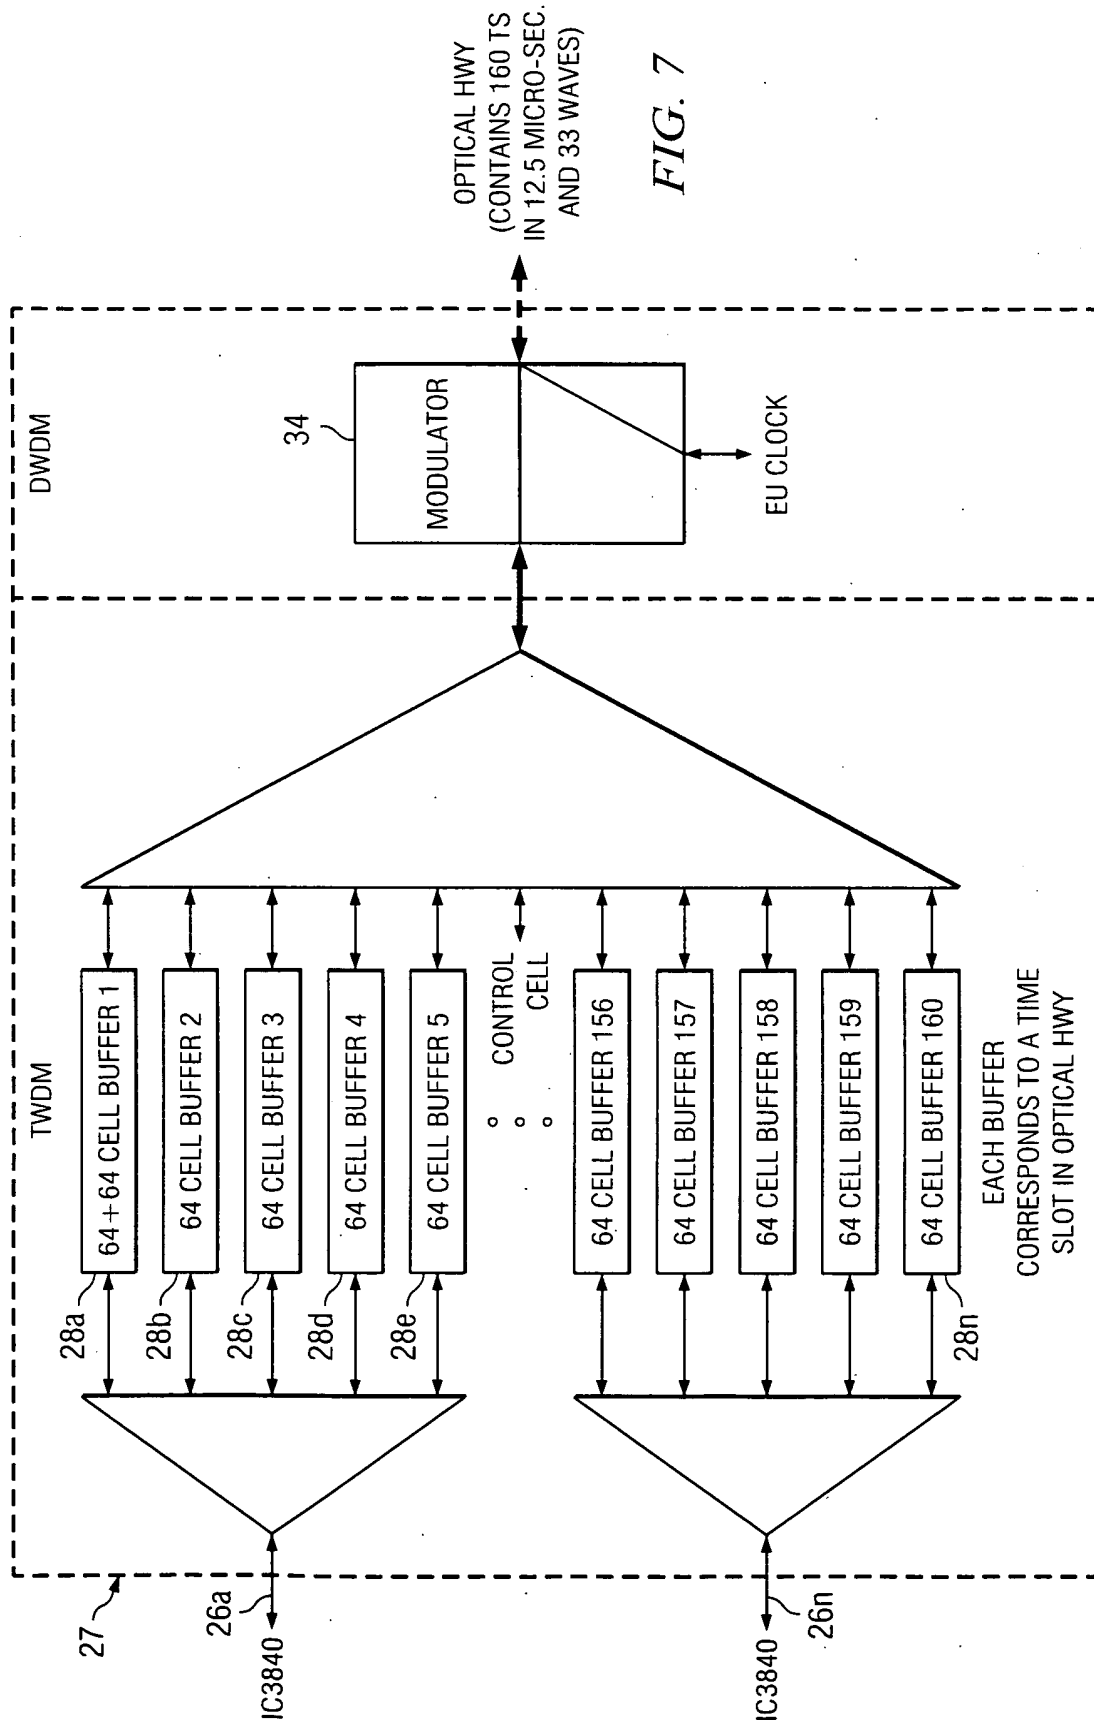 27
TWDM
DWDM
IC3840
26a
28a
64+64 CELL BUFFER 1
28b
64 CELL BUFFER 2
28c
64 CELL BUFFER 3
28d
64 CELL BUFFER 4
28e
64 CELL BUFFER 5
CONTROL
CELL
34
MODULATOR
EU CLOCK
OPTICAL HWY
(CONTAINS 160 TS
IN 12.5 MICRO-SEC.
AND 33 WAVES)
IC3840
26n
64 CELL BUFFER 156
64 CELL BUFFER 157
64 CELL BUFFER 158
64 CELL BUFFER 159
64 CELL BUFFER 160
28n
EACH BUFFER
CORRESPONDS TO A TIME
SLOT IN OPTICAL HWY
FIG. 7